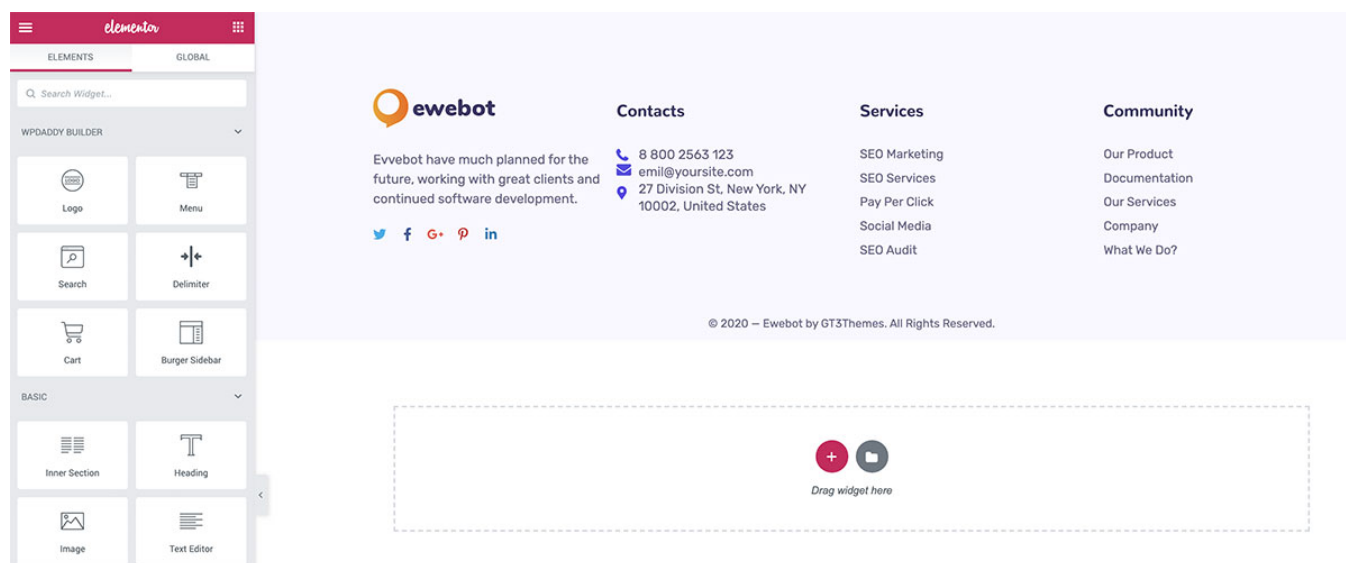 elementor
ELEMENTS
GLOBAL
Search Widget...
WPDADDY BUILDER
LOGO
Logo
Menu
Search
Delimiter
Cart
Burger Sidebar
BASIC
Inner Section
Heading
Image
Text Editor
ewebot
Evvebot have much planned for the
future, working with great clients and
continued software development.
Contacts
8 800 2563 123
emil@yoursite.com
27 Division St, New York, NY
10002, United States
Services
SEO Marketing
SEO Services
Pay Per Click
Social Media
SEO Audit
Community
Our Product
Documentation
Our Services
Company
What We Do?
© 2020 — Ewebot by GT3Themes. All Rights Reserved.
Drag widget here